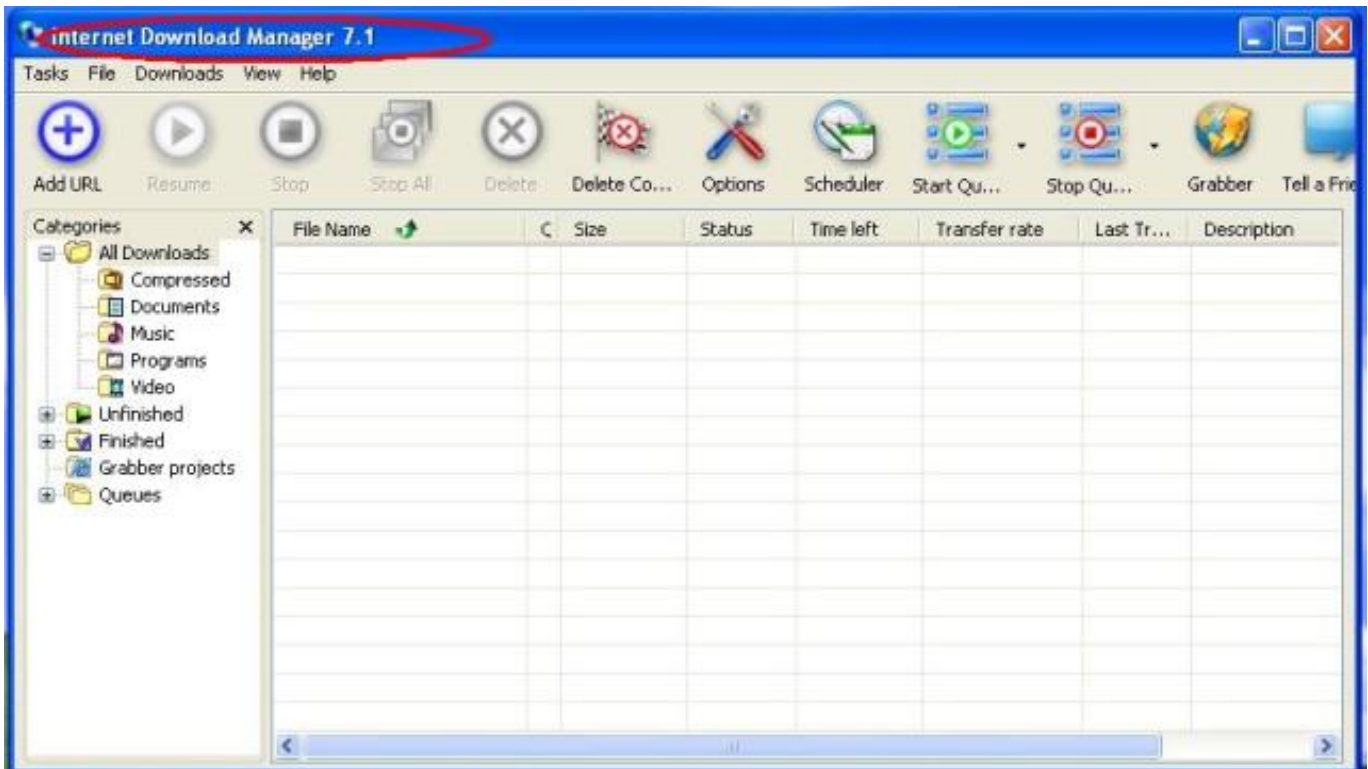 internet Download Manager 7.1
Tasks File Downloads View Help
Add URL Resume Stop Stop All Delete Delete Co... Options Scheduler Start Qu... Stop Qu... Grabber Tell a Frie
Categories
File Name C Size Status Time left Transfer rate Last Tr... Description
All Downloads
Compressed
Documents
Music
Programs
Video
Unfinished
Finished
Grabber projects
Queues